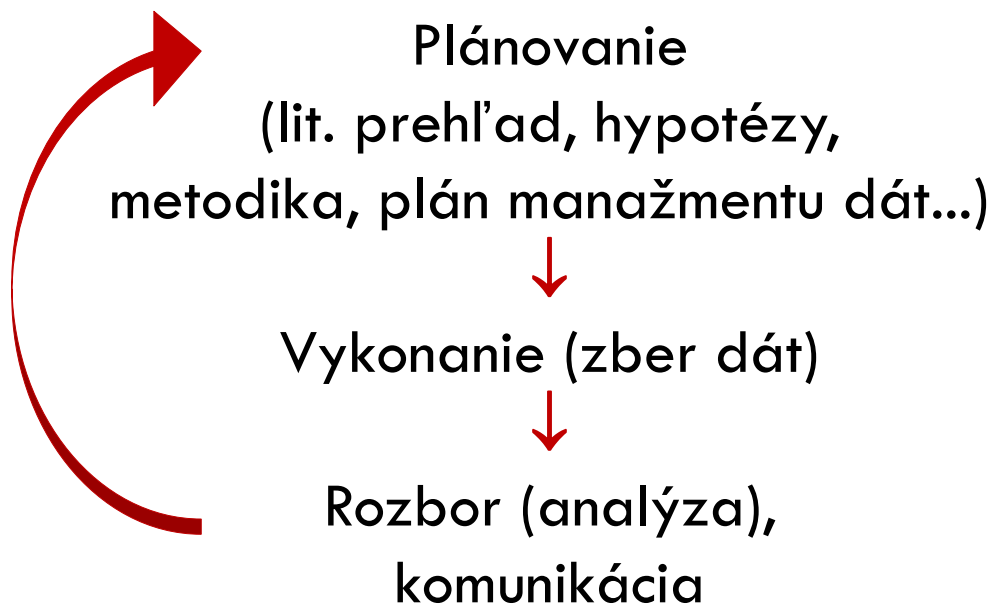 Plánovanie
(lit. prehľad, hypotézy,
metodika, plán manažmentu dát...)
Vykonanie (zber dát)
Rozbor (analýza),
komunikácia